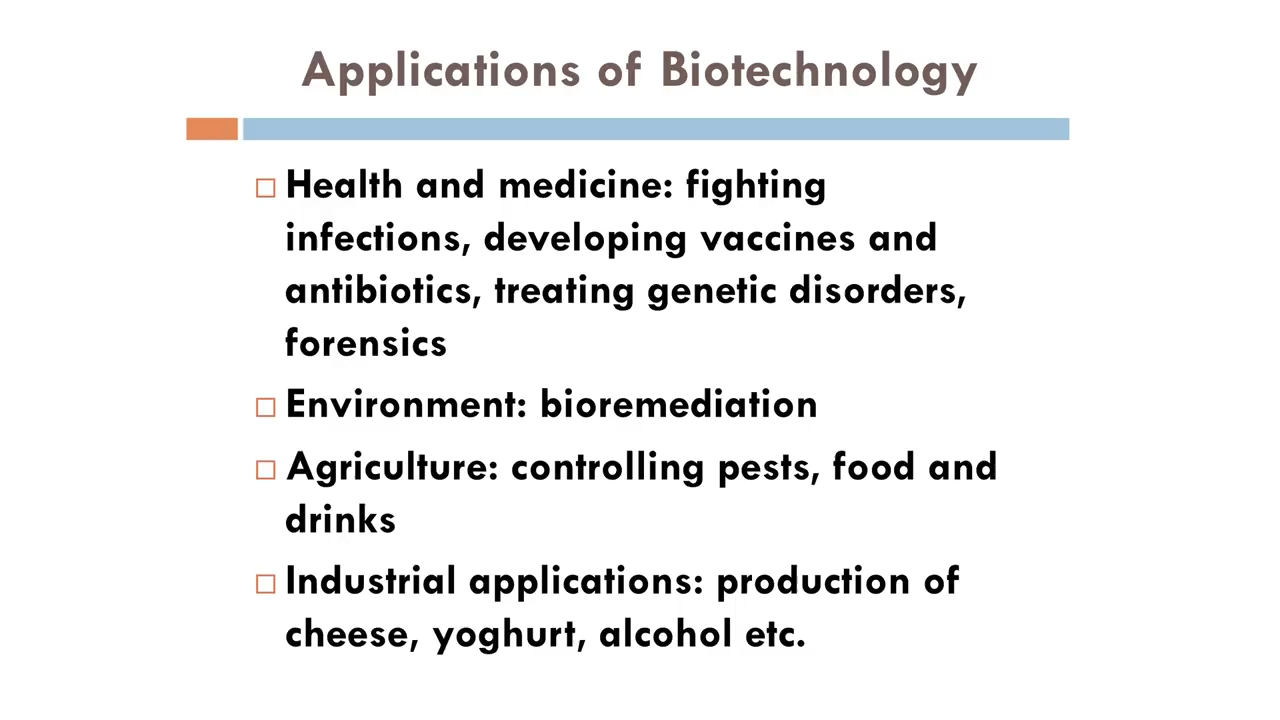 Applications of Biotechnology
Health and medicine: fighting
infections, developing vaccines and
antibiotics, treating genetic disorders,
forensics
Environment: bioremediation
Agriculture: controlling pests, food and
drinks
Industrial applications: production of
cheese, yoghurt, alcohol etc.